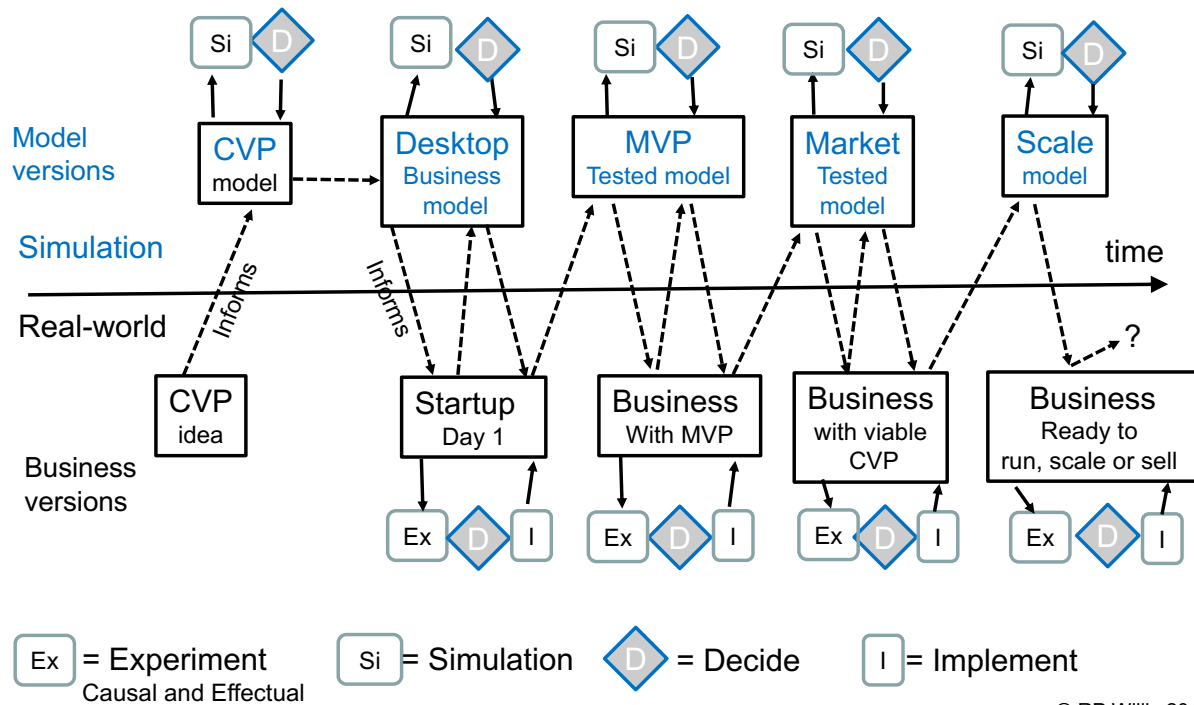 Si D Si D Si D Si D Si D
Model
versions
CVP
model
Desktop
Business
model
MVP
Tested model
Market
Tested
model
Scale
model
Simulation
time
Informs
Informs
Real-world
?
CVP
idea
Startup
Day 1
Business
With MVP
Business
with viable
CVP
Business
Ready to
run, scale or sell
Business
versions
Ex D I Ex D I Ex D I Ex D I
Ex = Experiment
Causal and Effectual
Si = Simulation
D = Decide
I = Implement